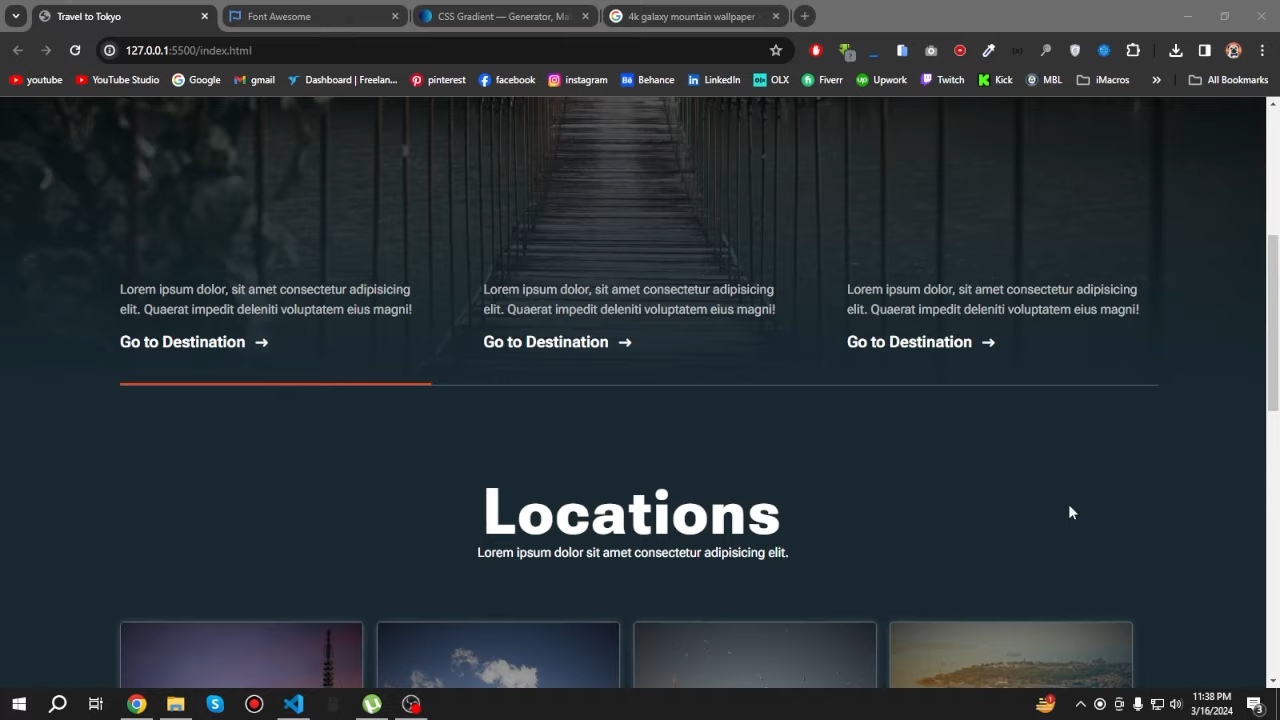 Travel to Tokyo
Font Awesome
CSS Gradient — Generator, Ma
4k galaxy mountain wallpaper -
127.0.0.1:5500/index.html
youtube
YouTube Studio
Google
gmail
Dashboard | Freelan...
pinterest
facebook
instagram
Behance
LinkedIn
OLX
Fiverr
Upwork
Twitch
Kick
MBL
iMacros
All Bookmarks
Lorem ipsum dolor, sit amet consectetur adipisicing
elit. Quaerat impedit deleniti voluptatem eius magni!
Go to Destination →
Lorem ipsum dolor, sit amet consectetur adipisicing
elit. Quaerat impedit deleniti voluptatem eius magni!
Go to Destination →
Lorem ipsum dolor, sit amet consectetur adipisicing
elit. Quaerat impedit deleniti voluptatem eius magni!
Go to Destination →
Locations
Lorem ipsum dolor sit amet consectetur adipisicing elit.
11:38 PM
3/16/2024